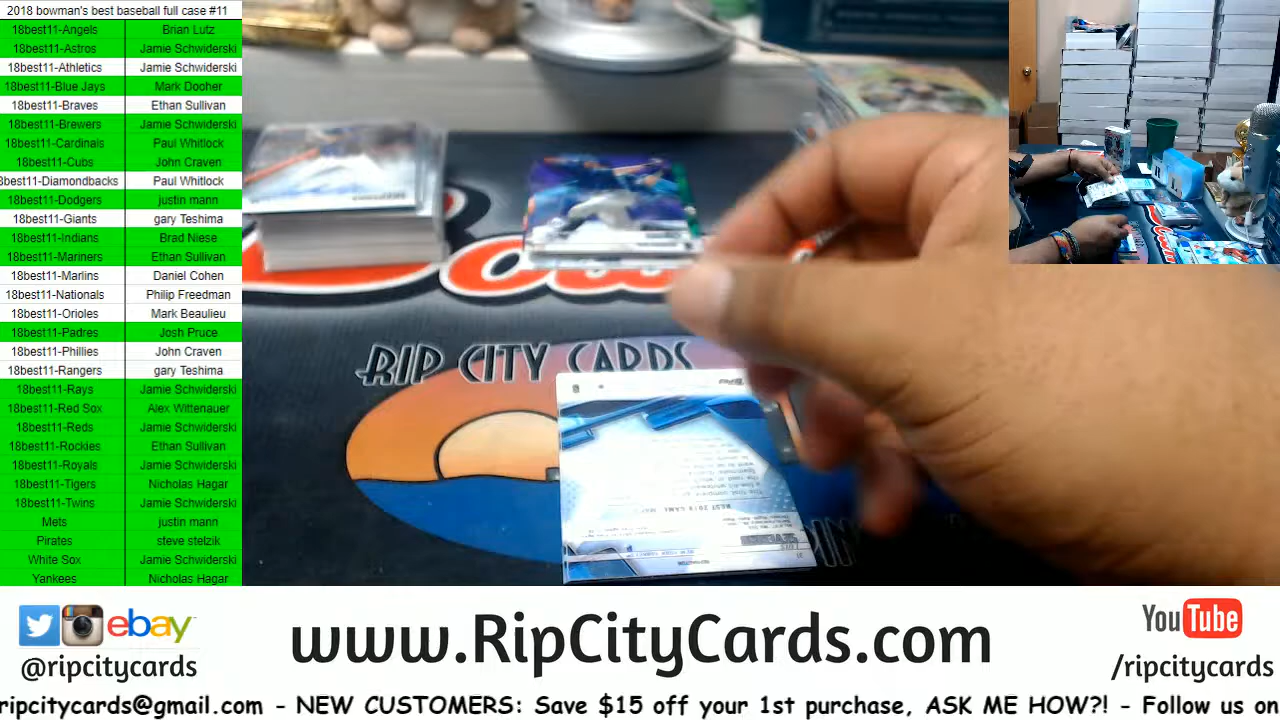 2018 bowman's best baseball full case #11
18best11-Angels Brian Lutz
18best11-Astros Jamie Schwiderski
18best11-Athletics Jamie Schwiderski
18best11-Blue Jays Mark Dooher
18best11-Braves Ethan Sullivan
18best11-Brewers Jamie Schwiderski
18best11-Cardinals Paul Whitlock
18best11-Cubs John Craven
8best11-Diamondbacks Paul Whitlock
18best11-Dodgers justin mann
18best11-Giants gary Teshima
18best11-Indians Brad Niese
18best11-Mariners Ethan Sullivan
18best11-Marlins Daniel Cohen
18best11-Nationals Philip Freedman
18best11-Orioles Mark Beaulieu
18best11-Padres Josh Pruce
18best11-Phillies John Craven
18best11-Rangers gary Teshima
18best11-Rays Jamie Schwiderski
18best11-Red Sox Alex Wittenauer
18best11-Reds Jamie Schwiderski
18best11-Rockies Ethan Sullivan
18best11-Royals Jamie Schwiderski
18best11-Tigers Nicholas Hagar
18best11-Twins Jamie Schwiderski
Mets justin mann
Pirates steve stelzik
White Sox Jamie Schwiderski
Yankees Nicholas Hagar
RIP CITY CARDS
ebay
@ripcitycards
www.RipCityCards.com
YouTube
/ripcitycards
ripcitycards@gmail.com - NEW CUSTOMERS: Save $15 off your 1st purchase, ASK ME HOW?! - Follow us on